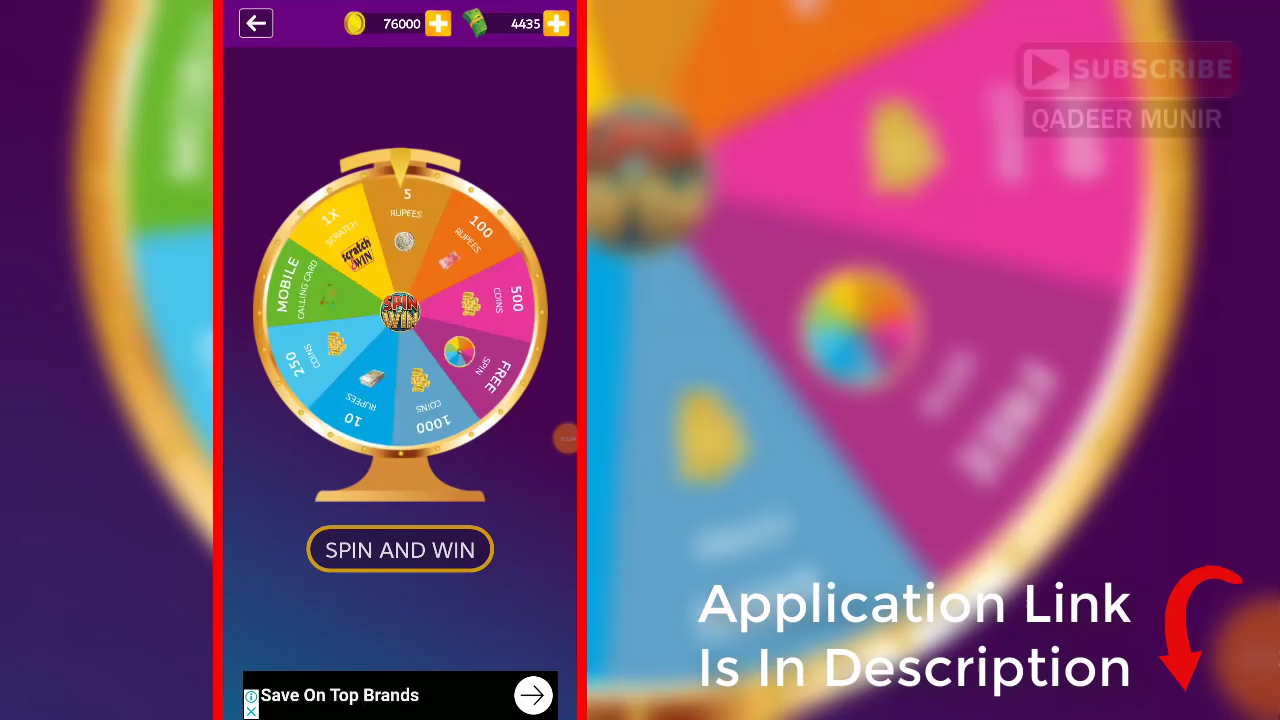 76000
4435
5
RUPEES
100
RUPEES
500
COINS
FREE
SPIN
1000
COINS
10
RUPEES
250
COINS
MOBILE
CALLING CARD
1X
SCRATCH
scratch
& WIN
SPIN
WIN
SPIN AND WIN
Save On Top Brands
SUBSCRIBE
QADEER MUNIR
Application Link
Is In Description